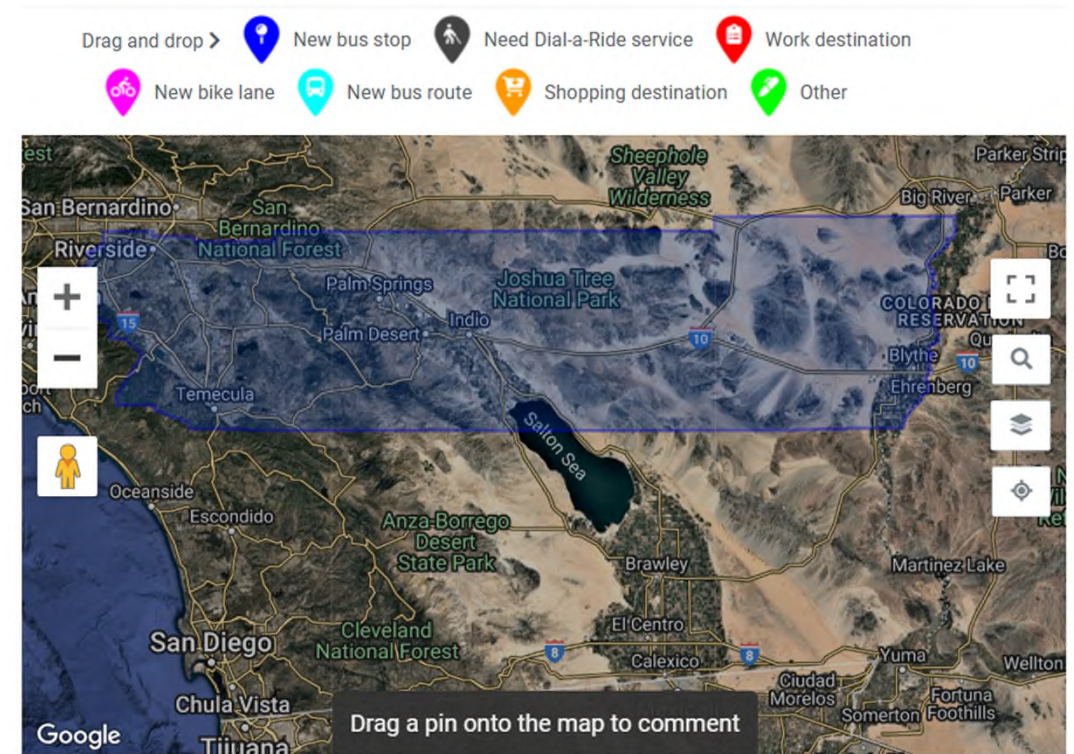 Drag and drop > New bus stop Need Dial-a-Ride service Work destination
New bike lane New bus route Shopping destination Other
est
Sheephole
Valley
Wilderness
Parker Strip
San Bernardino
San
Bernardino
National Forest
Big River
Parker
Riverside
Palm Springs
Joshua Tree
National Park
COLORADO
RESERVATION
15
Palm Desert
Indio
10
Blythe
10
Ehrenberg
Temecula
Salton Sea
Oceanside
Escondido
Anza-Borrego
Desert
State Park
Brawley
Martinez Lake
San Diego
Cleveland
National Forest
El Centro
8
Calexico
8
Yuma
Wellton
Chula Vista
Ciudad
Morelos
Somerton
Fortuna
Foothills
Tijuana
Google
Drag a pin onto the map to comment